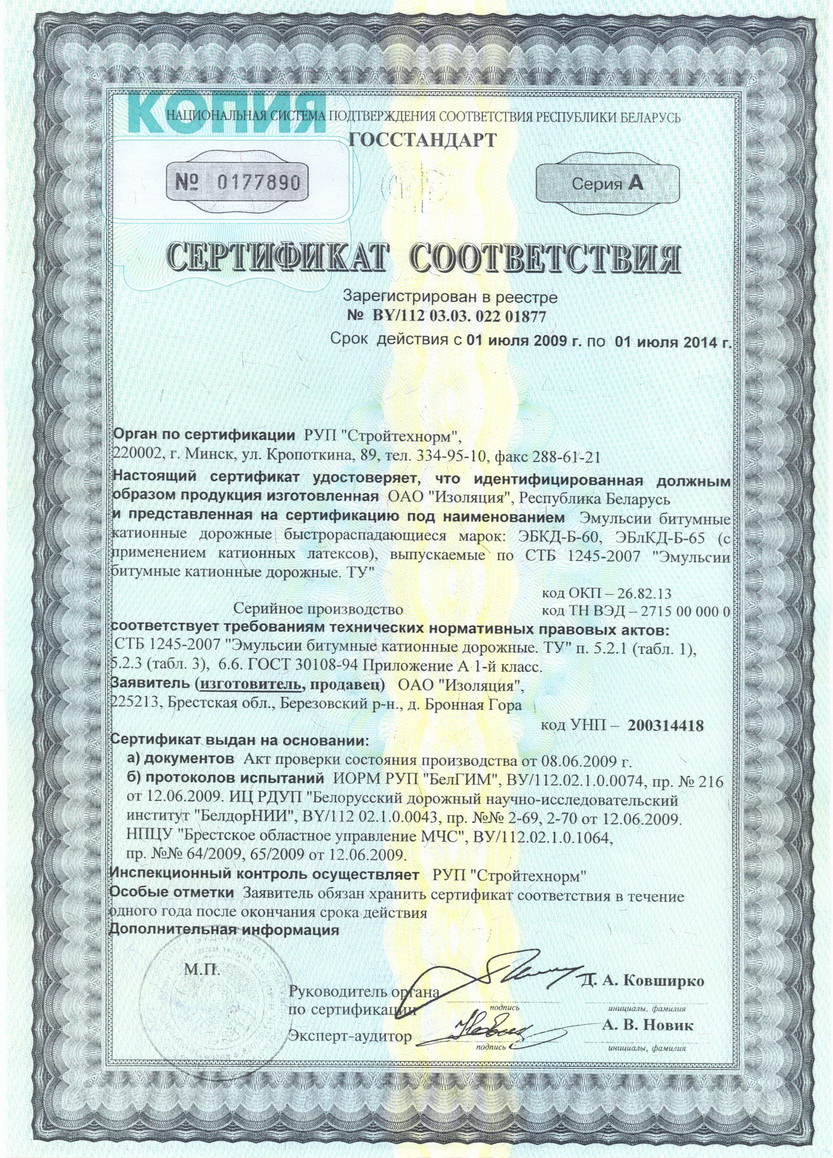 КОПИЯ
НАЦИОНАЛЬНАЯ СИСТЕМА ПОДТВЕРЖДЕНИЯ СООТВЕТСТВИЯ РЕСПУБЛИКИ БЕЛАРУСЬ
ГОССТАНДАРТ
№ 0177890
Серия А
СЕРТИФИКАТ СООТВЕТСТВИЯ
Зарегистрирован в реестре
№ BY/112 03.03. 022 01877
Срок действия с 01 июля 2009 г. по 01 июля 2014 г.
Орган по сертификации РУП "Стройтехнорм",
220002, г. Минск, ул. Кропоткина, 89, тел. 334-95-10, факс 288-61-21
Настоящий сертификат удостоверяет, что идентифицированная должным
образом продукция изготовленная ОАО "Изоляция", Республика Беларусь
и представленная на сертификацию под наименованием Эмульсии битумные
катионные дорожные быстрораспадающиеся марок: ЭБКД-Б-60, ЭБлКД-Б-65 (с
применением катионных латексов), выпускаемые по СТБ 1245-2007 "Эмульсии
битумные катионные дорожные. ТУ"
код ОКП – 26.82.13
Серийное производство код ТН ВЭД – 2715 00 000 0
соответствует требованиям технических нормативных правовых актов:
СТБ 1245-2007 "Эмульсии битумные катионные дорожные. ТУ" п. 5.2.1 (табл. 1),
5.2.3 (табл. 3), 6.6. ГОСТ 30108-94 Приложение А 1-й класс.
Заявитель (изготовитель, продавец) ОАО "Изоляция",
225213, Брестская обл., Березовский р-н., д. Бронная Гора
код УНП – 200314418
Сертификат выдан на основании:
а) документов Акт проверки состояния производства от 08.06.2009 г.
б) протоколов испытаний ИОРМ РУП "БелГИМ", BY/112.02.1.0.0074, пр. № 216
от 12.06.2009. ИЦ РДУП "Белорусский дорожный научно-исследовательский
институт "БелдорНИИ", BY/112 02.1.0.0043, пр. №№ 2-69, 2-70 от 12.06.2009.
НПЦУ "Брестское областное управление МЧС", BY/112.02.1.0.1064,
пр. №№ 64/2009, 65/2009 от 12.06.2009.
Инспекционный контроль осуществляет РУП "Стройтехнорм"
Особые отметки Заявитель обязан хранить сертификат соответствия в течение
одного года после окончания срока действия
Дополнительная информация
М.П.
Руководитель органа
по сертификации
Д. А. Ковширко
подпись
инициалы, фамилия
Эксперт-аудитор
А. В. Новик
подпись
инициалы, фамилия